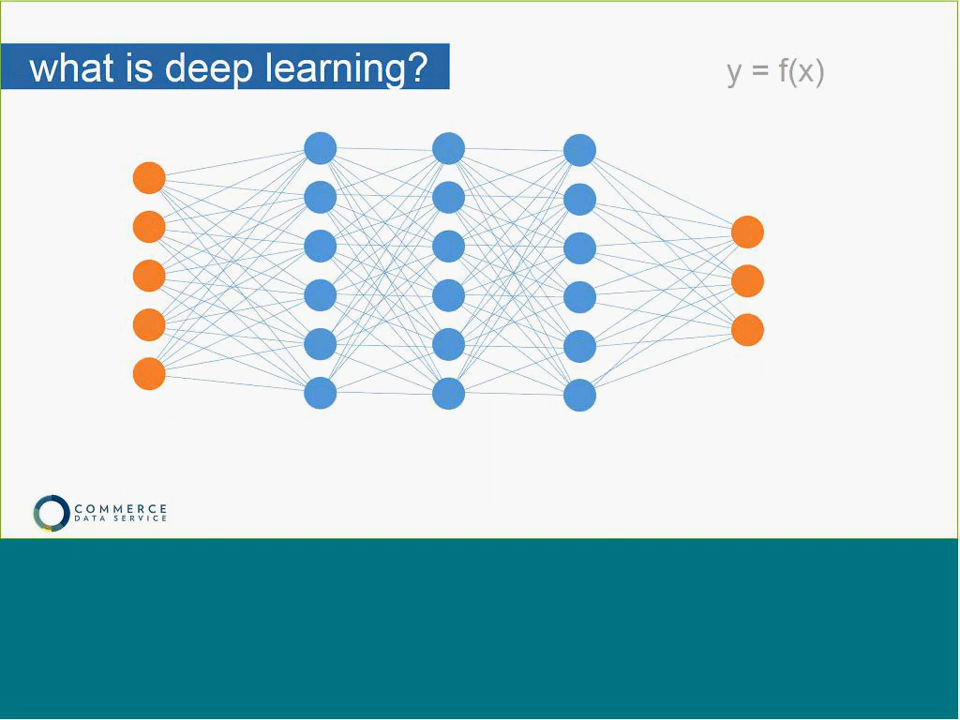 what is deep learning?
y = f(x)
COMMERCE
DATA SERVICE